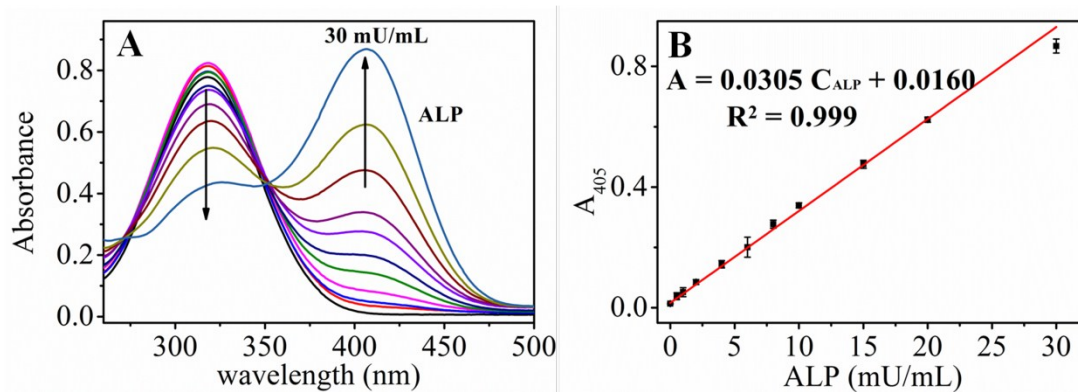 A
30 mU/mL
ALP
0.8
0.6
0.4
0.2
0.0
300 350 400 450 500
Absorbance
wavelength (nm)
B
A = 0.0305 C_ALP + 0.0160
R² = 0.999
0.8
0.4
0.0
0 5 10 15 20 25 30
A₄₀₅
ALP (mU/mL)